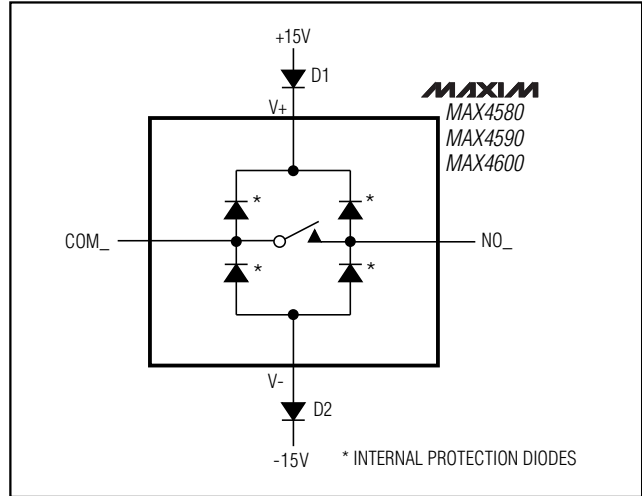 +15V
D1
MAXIM
V+
MAX4580
MAX4590
MAX4600
*
*
COM_
NO_
*
*
V-
D2
-15V
* INTERNAL PROTECTION DIODES